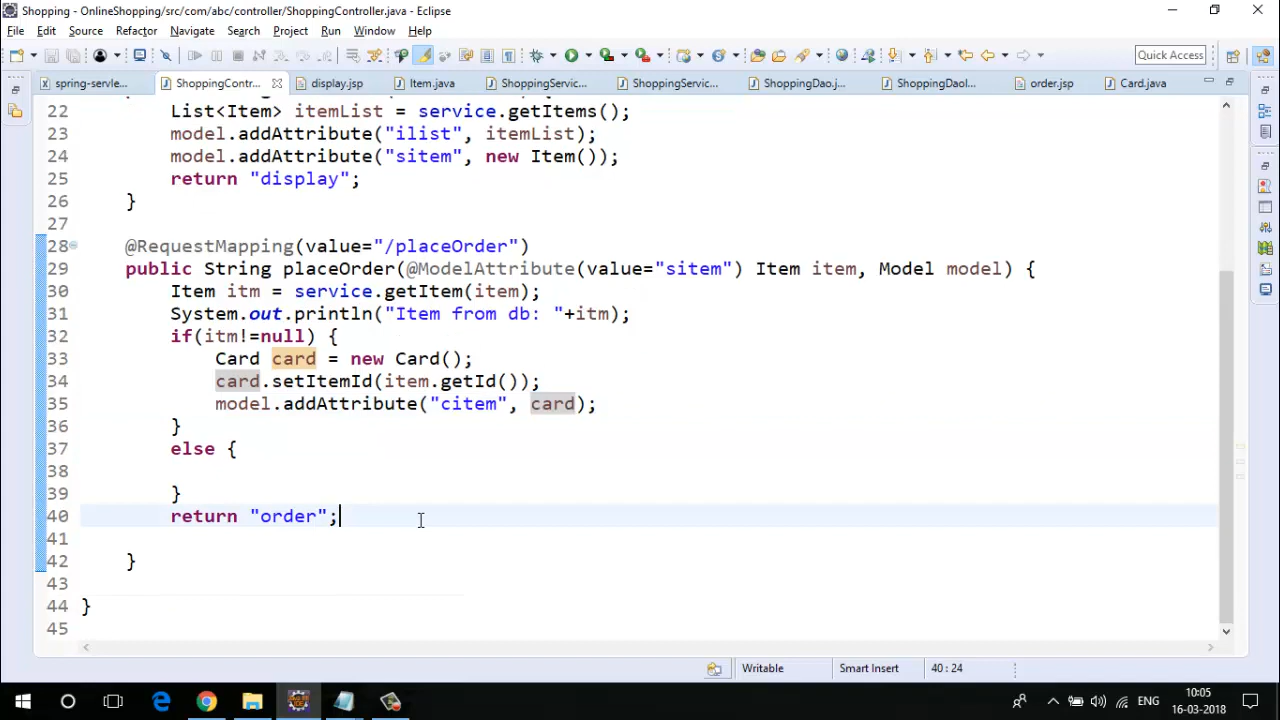 Shopping - OnlineShopping/src/com/abc/controller/ShoppingController.java - Eclipse
File Edit Source Refactor Navigate Search Project Run Window Help
Quick Access
spring-servle... ShoppingContr... display.jsp Item.java ShoppingServic... ShoppingServic... ShoppingDao.j... ShoppingDaoI... order.jsp Card.java
22 List<Item> itemList = service.getItems();
23 model.addAttribute("ilist", itemList);
24 model.addAttribute("sitem", new Item());
25 return "display";
26 }
27
28 @RequestMapping(value="/placeOrder")
29 public String placeOrder(@ModelAttribute(value="sitem") Item item, Model model) {
30 Item itm = service.getItem(item);
31 System.out.println("Item from db: "+itm);
32 if(itm!=null) {
33 Card card = new Card();
34 card.setItemId(item.getId());
35 model.addAttribute("citem", card);
36 }
37 else {
38
39 }
40 return "order";
41
42 }
43
44 }
45
Writable Smart Insert 40 : 24
ENG 10:05
16-03-2018